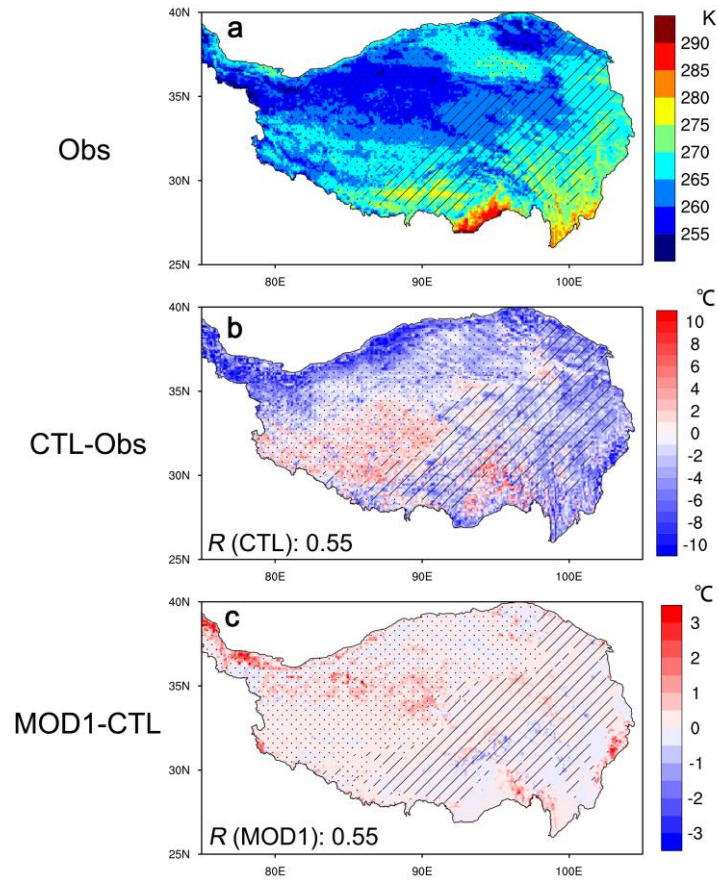 a
40N
35N
30N
25N
80E 90E 100E
Obs
K
290
285
280
275
270
265
260
255
b
40N
35N
30N
25N
80E 90E 100E
CTL-Obs
R (CTL): 0.55
℃
10
8
6
4
2
0
-2
-4
-6
-8
-10
c
40N
35N
30N
25N
80E 90E 100E
MOD1-CTL
R (MOD1): 0.55
℃
3
2
1
0
-1
-2
-3